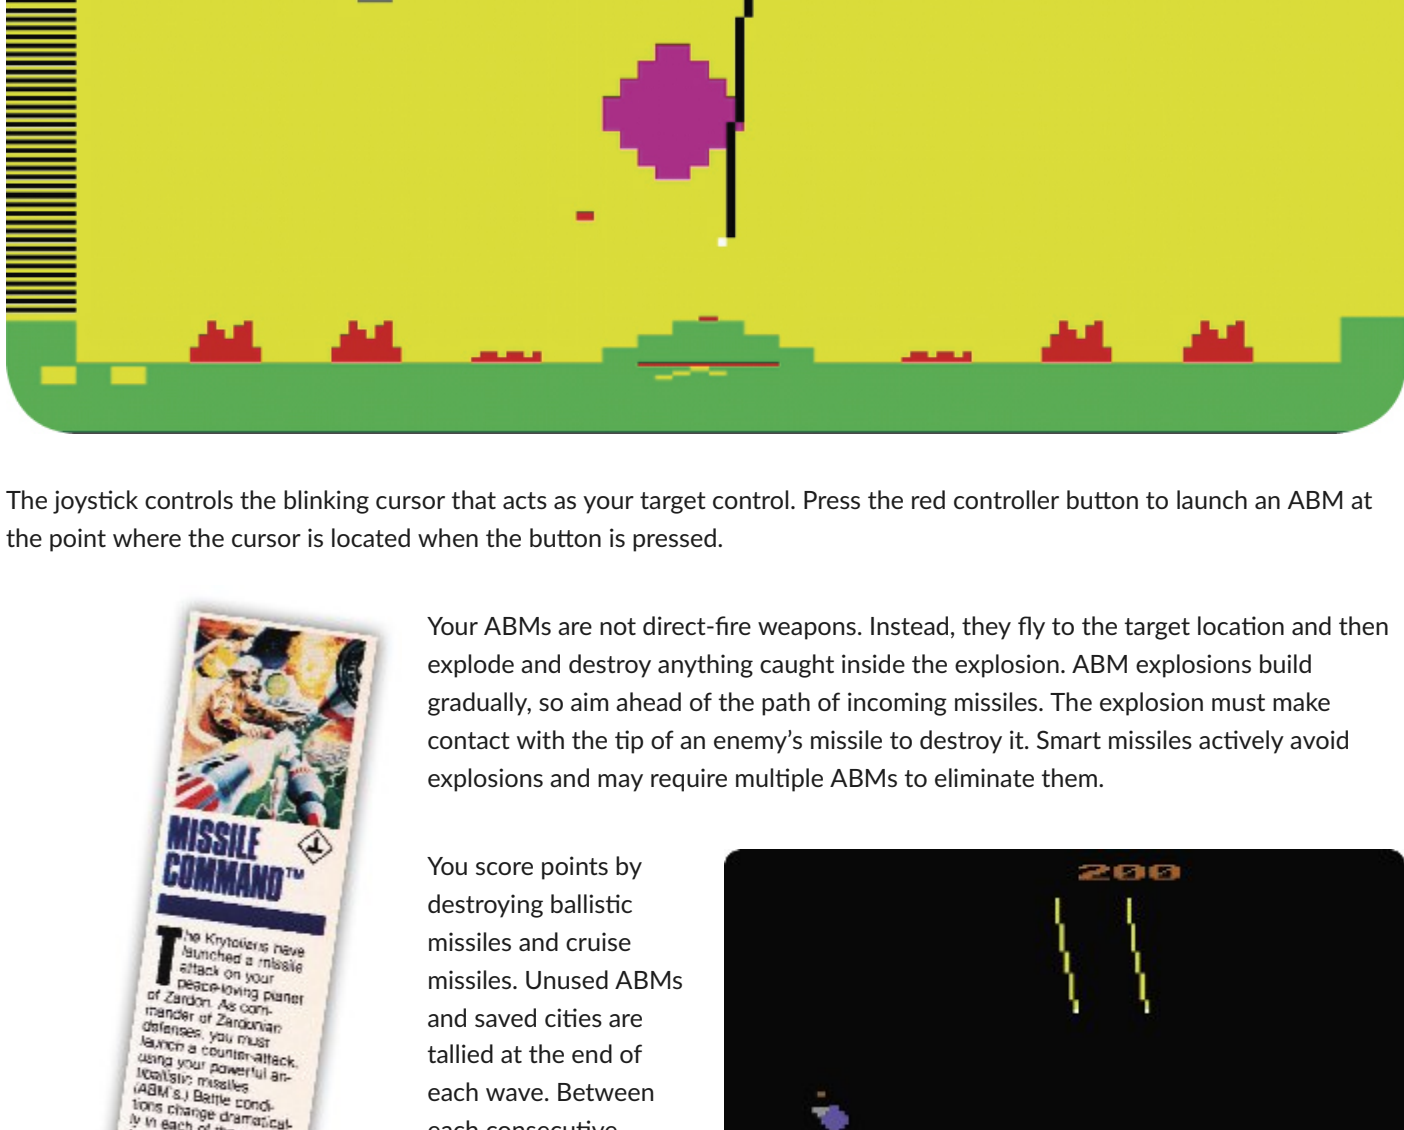 The joystick controls the blinking cursor that acts as your target control. Press the red controller button to launch an ABM at
the point where the cursor is located when the button is pressed.
Your ABMs are not direct-fire weapons. Instead, they fly to the target location and then
explode and destroy anything caught inside the explosion. ABM explosions build
gradually, so aim ahead of the path of incoming missiles. The explosion must make
contact with the tip of an enemy’s missile to destroy it. Smart missiles actively avoid
explosions and may require multiple ABMs to eliminate them.
MISSILE
COMMAND™
The Krytolians have
launched a missile
attack on your
peace-loving planet
of Zardon. As com-
mander of Zardonian
defenses, you must
launch a counter-attack,
using your powerful an-
tiballistic missiles
(ABM's.) Battle condi-
tions change dramatical-
ly in each of
You score points by
destroying ballistic
missiles and cruise
missiles. Unused ABMs
and saved cities are
tallied at the end of
each wave. Between
each consecutive
200